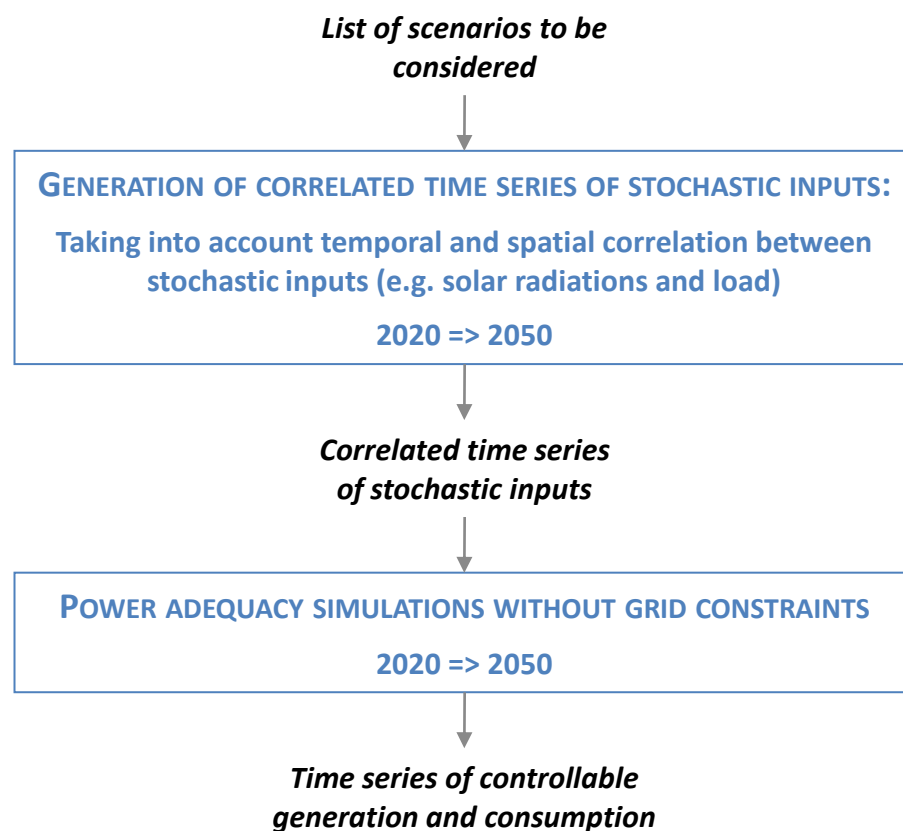 List of scenarios to be
considered
GENERATION OF CORRELATED TIME SERIES OF STOCHASTIC INPUTS:
Taking into account temporal and spatial correlation between
stochastic inputs (e.g. solar radiations and load)
2020 => 2050
Correlated time series
of stochastic inputs
POWER ADEQUACY SIMULATIONS WITHOUT GRID CONSTRAINTS
2020 => 2050
Time series of controllable
generation and consumption